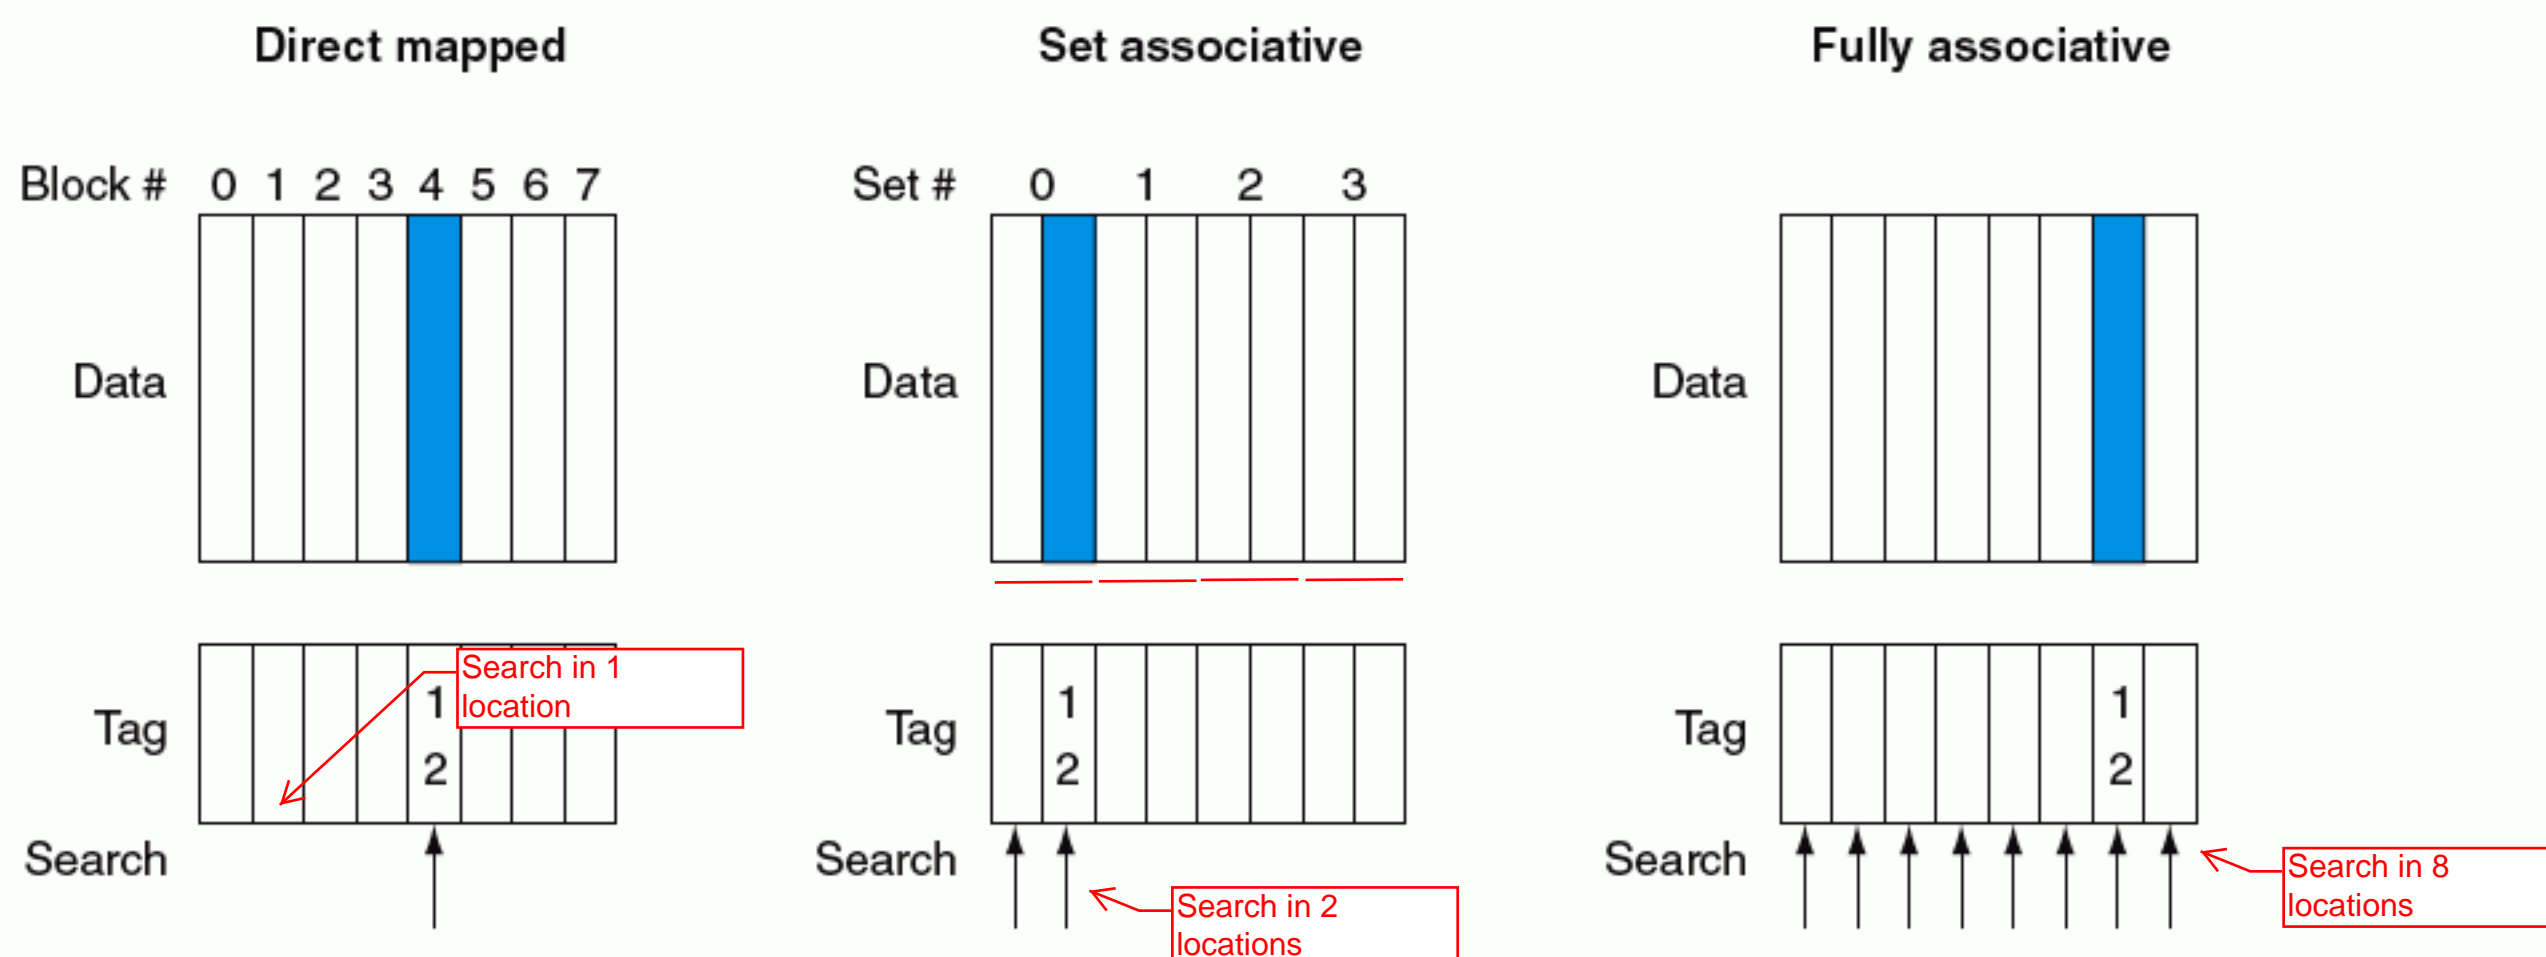 Direct mapped
Set associative
Fully associative
Block # 0 1 2 3 4 5 6 7
Set # 0 1 2 3
Data
Data
Data
Tag
1
2
Search in 1
location
Tag
1
2
Tag
1
2
Search
Search
Search in 2
locations
Search
Search in 8
locations